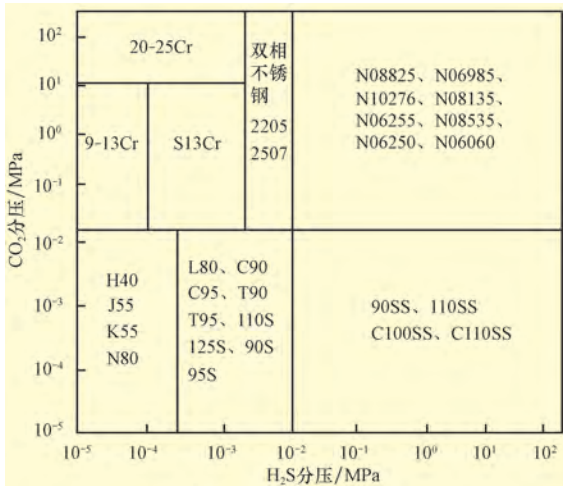 CO₂分压/MPa
10²
10¹
10⁰
10⁻¹
10⁻²
10⁻³
10⁻⁴
10⁻⁵
20-25Cr
9-13Cr
S13Cr
双相
不锈
钢
2205
2507
N08825、N06985、
N10276、N08135、
N06255、N08535、
N06250、N06060
H40
J55
K55
N80
L80、C90
C95、T90
T95、110S
125S、90S
95S
90SS、110SS
C100SS、C110SS
10⁻⁵ 10⁻⁴ 10⁻³ 10⁻² 10⁻¹ 10⁰ 10¹ 10²
H₂S分压/MPa